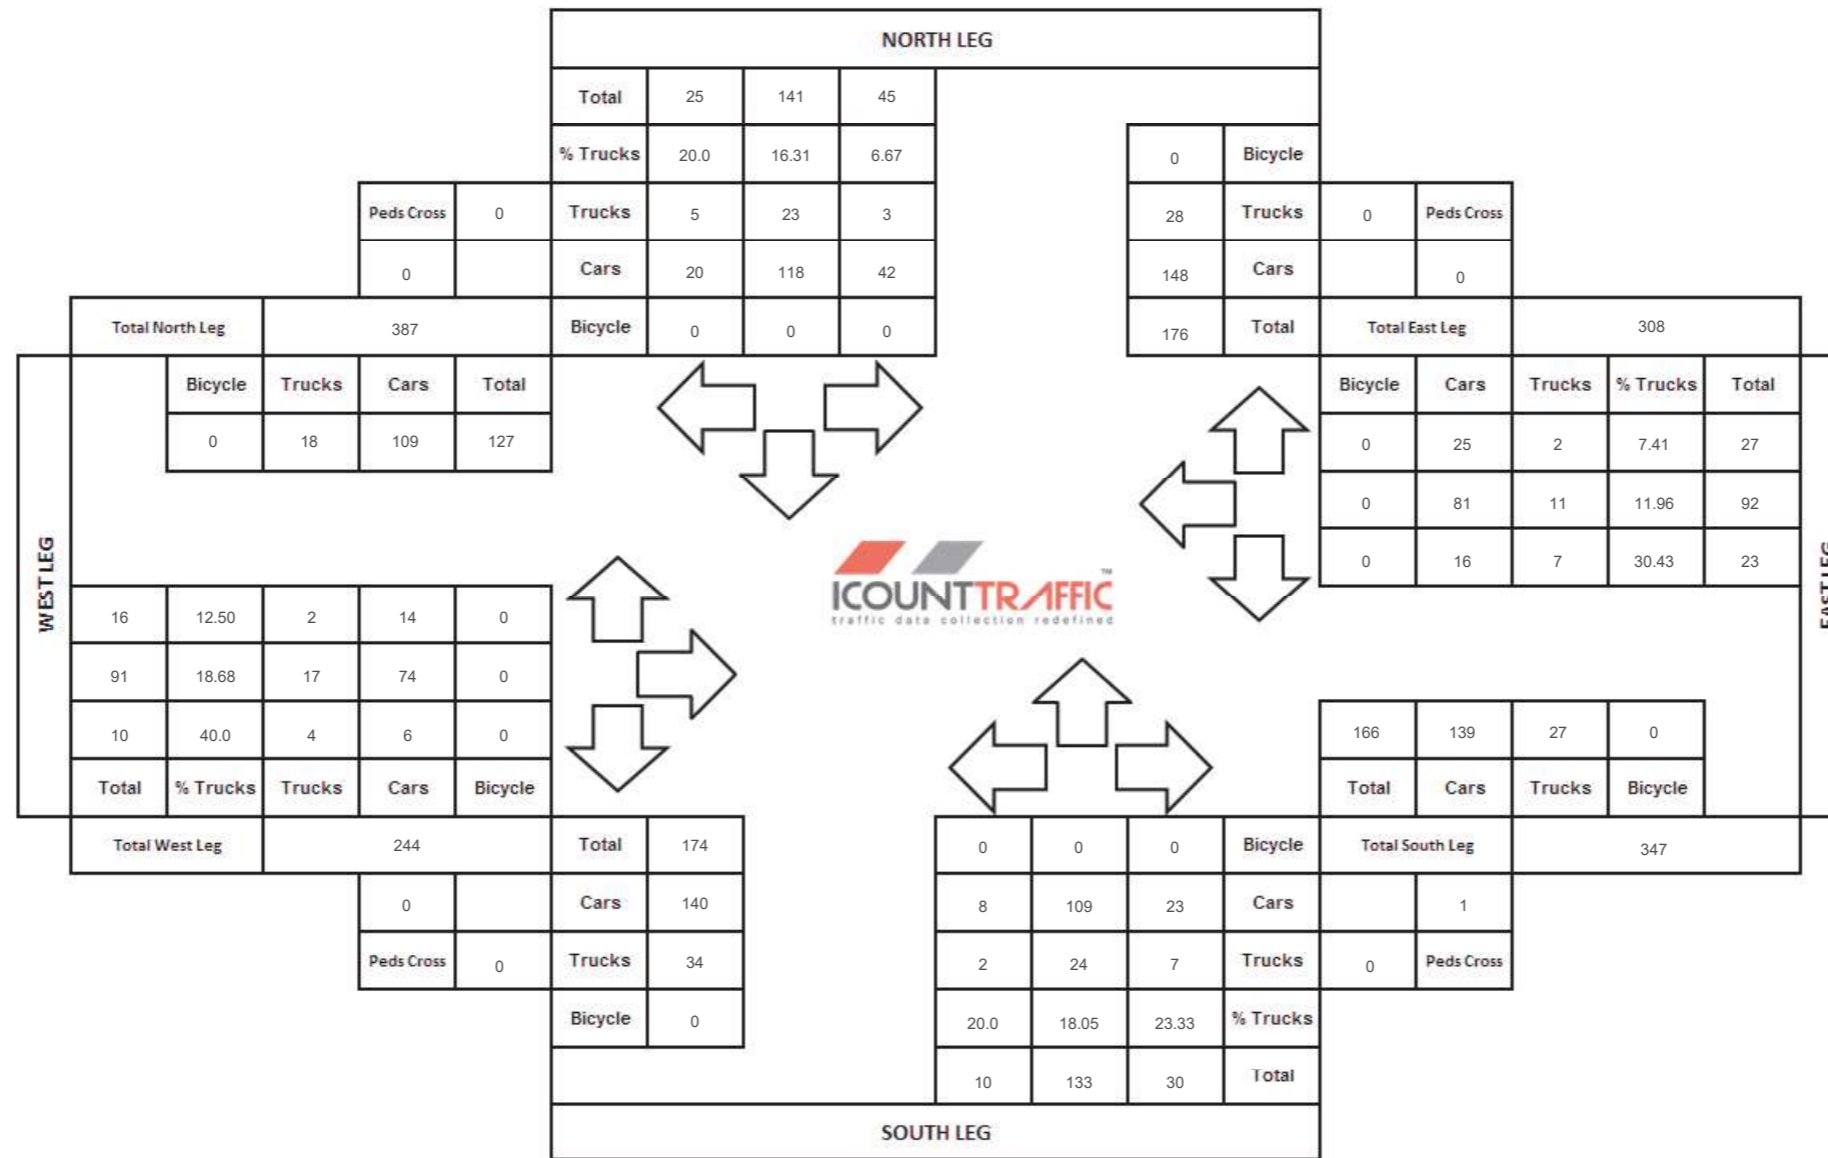 NORTH LEG
Total 25 141 45
% Trucks 20.0 16.31 6.67 0 Bicycle
Peds Cross 0 Trucks 5 23 3 28 Trucks 0 Peds Cross
0 Cars 20 118 42 148 Cars 0
Total North Leg 387 Bicycle 0 0 0 176 Total Total East Leg 308
Bicycle Trucks Cars Total Bicycle Cars Trucks % Trucks Total
0 18 109 127 0 25 2 7.41 27
0 81 11 11.96 92
0 16 7 30.43 23
WEST LEG
EAST LEG
ICOUNTTRAFFIC™
traffic data collection redefined
16 12.50 2 14 0
91 18.68 17 74 0
10 40.0 4 6 0 166 139 27 0
Total % Trucks Trucks Cars Bicycle Total Cars Trucks Bicycle
Total West Leg 244 Total 174 0 0 0 Bicycle Total South Leg 347
0 Cars 140 8 109 23 Cars 1
Peds Cross 0 Trucks 34 2 24 7 Trucks 0 Peds Cross
Bicycle 0 20.0 18.05 23.33 % Trucks
10 133 30 Total
SOUTH LEG